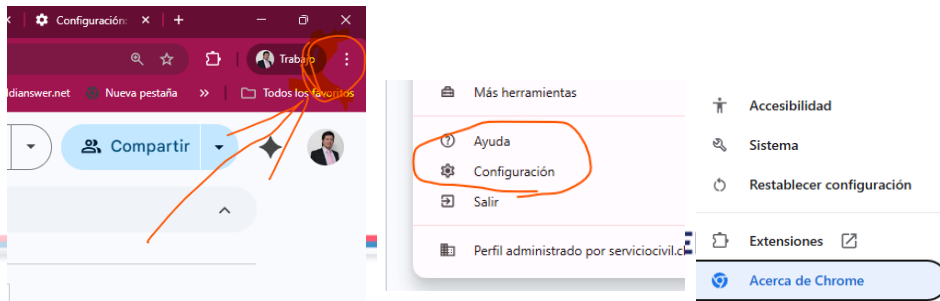 Configuración:
Trabajo
ldianswer.net Nueva pestaña » Todos los favoritos
Compartir
Más herramientas
Ayuda
Configuración
Salir
Perfil administrado por serviciocivil.cl
E
Accesibilidad
Sistema
Restablecer configuración
Extensiones
Acerca de Chrome